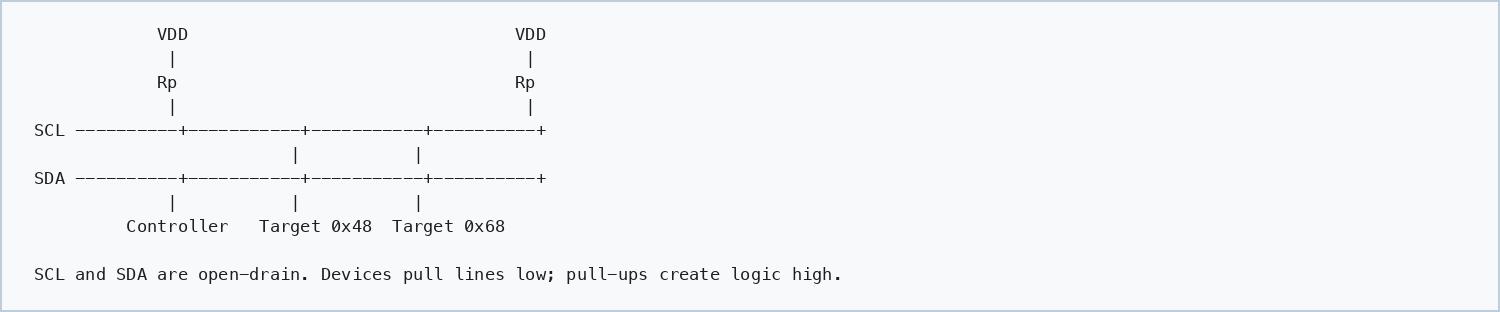 VDD                                VDD
             |                                  |
            Rp                                 Rp
             |                                  |
SCL ----------+-----------+-----------+----------+
                         |           |
SDA ----------+-----------+-----------+----------+
             |           |           |
         Controller   Target 0x48  Target 0x68
SCL and SDA are open-drain. Devices pull lines low; pull-ups create logic high.